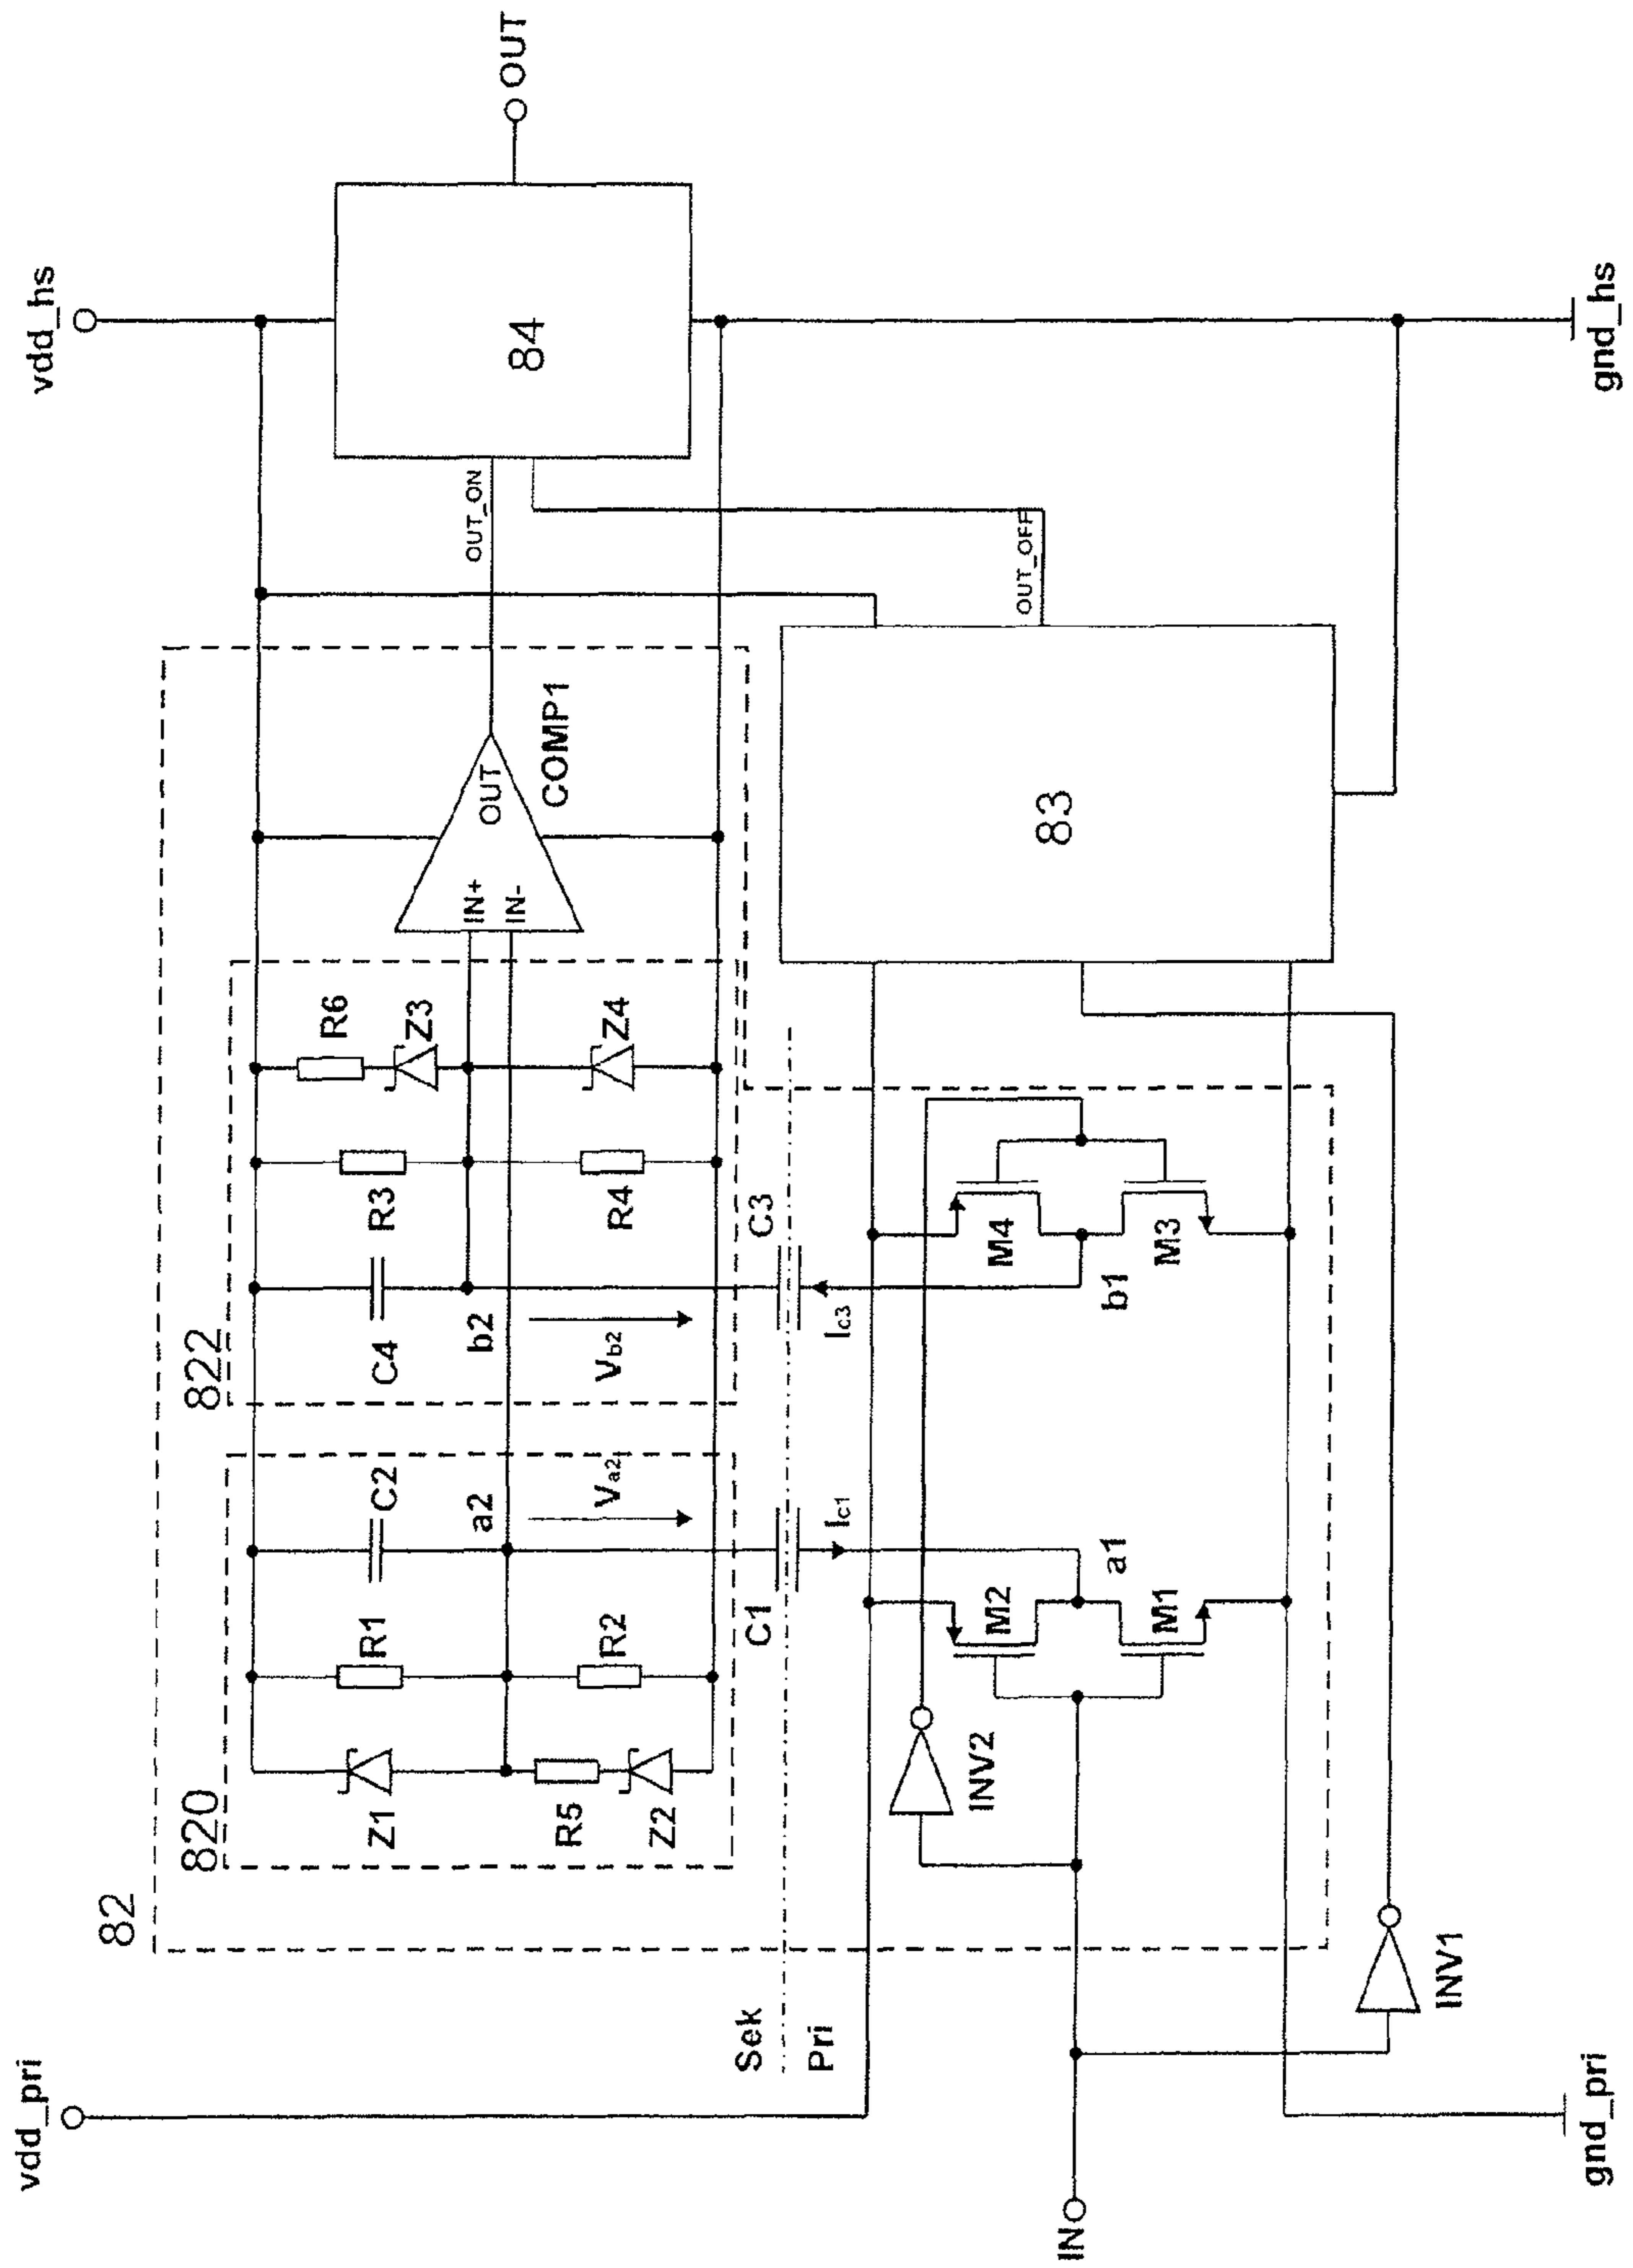 vdd_pri
vdd_hs
82
820
822
Z1
R1
C2
C4
R3
R6
Z3
a2
b2
IN+
IN-
OUT
COMP1
OUT_ON
84
OUT
R5
Z2
R2
Va2
Vb2
R4
Z4
Sek
Pri
C1
Ic1
C3
Ic3
OUT_OFF
83
INV2
M2
a1
M1
M4
b1
M3
IN
INV1
gnd_pri
gnd_hs